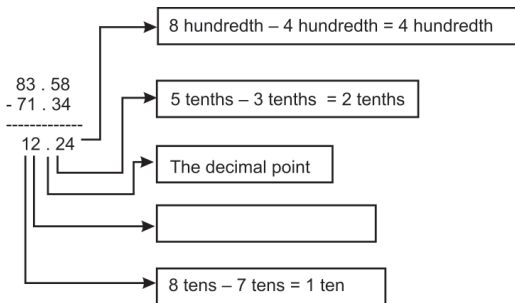 8 hundredth – 4 hundredth = 4 hundredth
83 . 58
- 71 . 34
-------------
12 . 24
5 tenths – 3 tenths = 2 tenths
The decimal point
8 tens – 7 tens = 1 ten